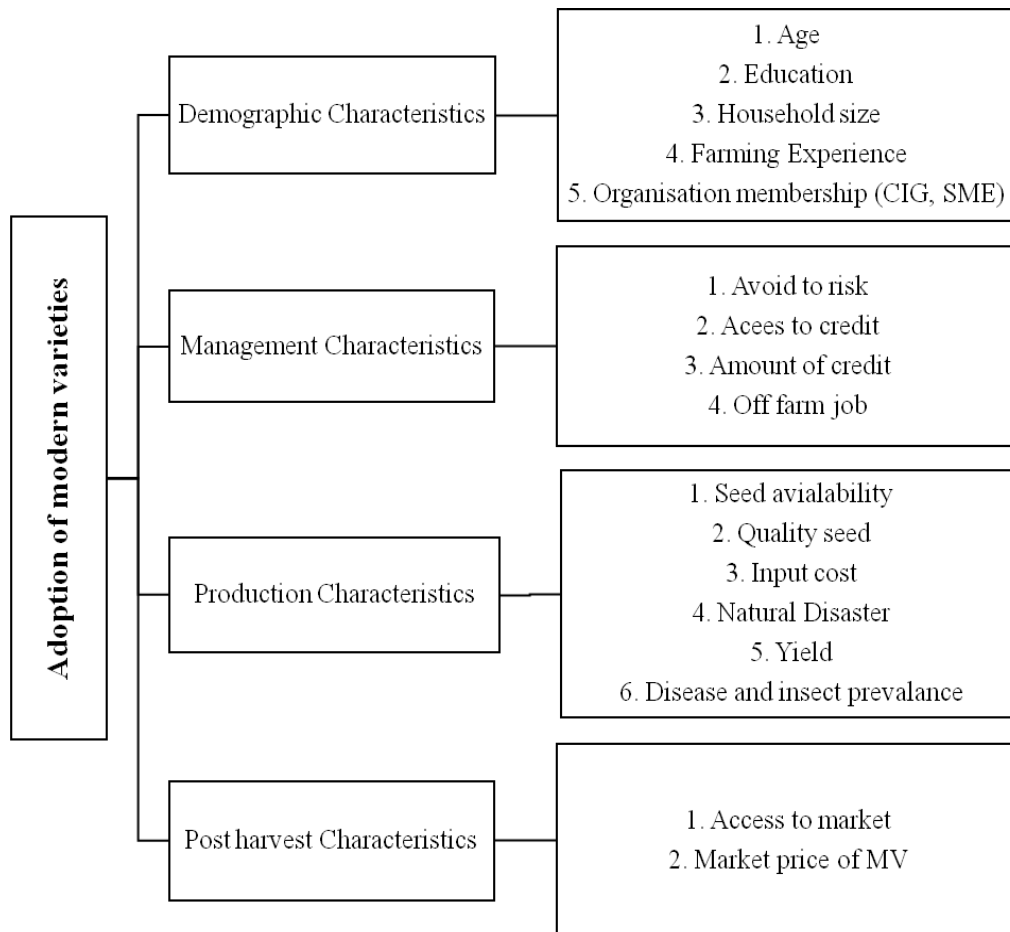 Adoption of modern varieties
Demographic Characteristics
1. Age
2. Education
3. Household size
4. Farming Experience
5. Organisation membership (CIG, SME)
Management Characteristics
1. Avoid to risk
2. Acees to credit
3. Amount of credit
4. Off farm job
Production Characteristics
1. Seed avialability
2. Quality seed
3. Input cost
4. Natural Disaster
5. Yield
6. Disease and insect prevalance
Post harvest Characteristics
1. Access to market
2. Market price of MV